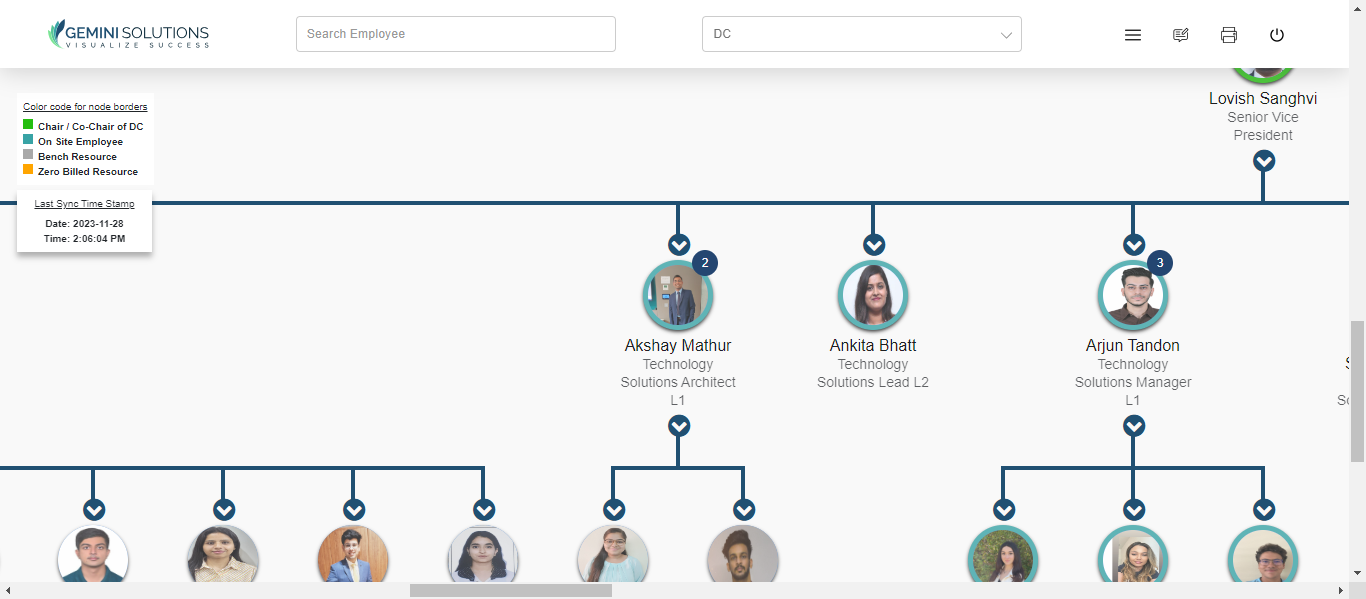 GEMINI SOLUTIONS
VISUALIZE SUCCESS
Search Employee
DC
Lovish Sanghvi
Senior Vice
President
Color code for node borders
Chair / Co-Chair of DC
On Site Employee
Bench Resource
Zero Billed Resource
Last Sync Time Stamp
Date: 2023-11-28
Time: 2:06:04 PM
2
Akshay Mathur
Technology
Solutions Architect
L1
Ankita Bhatt
Technology
Solutions Lead L2
3
Arjun Tandon
Technology
Solutions Manager
L1